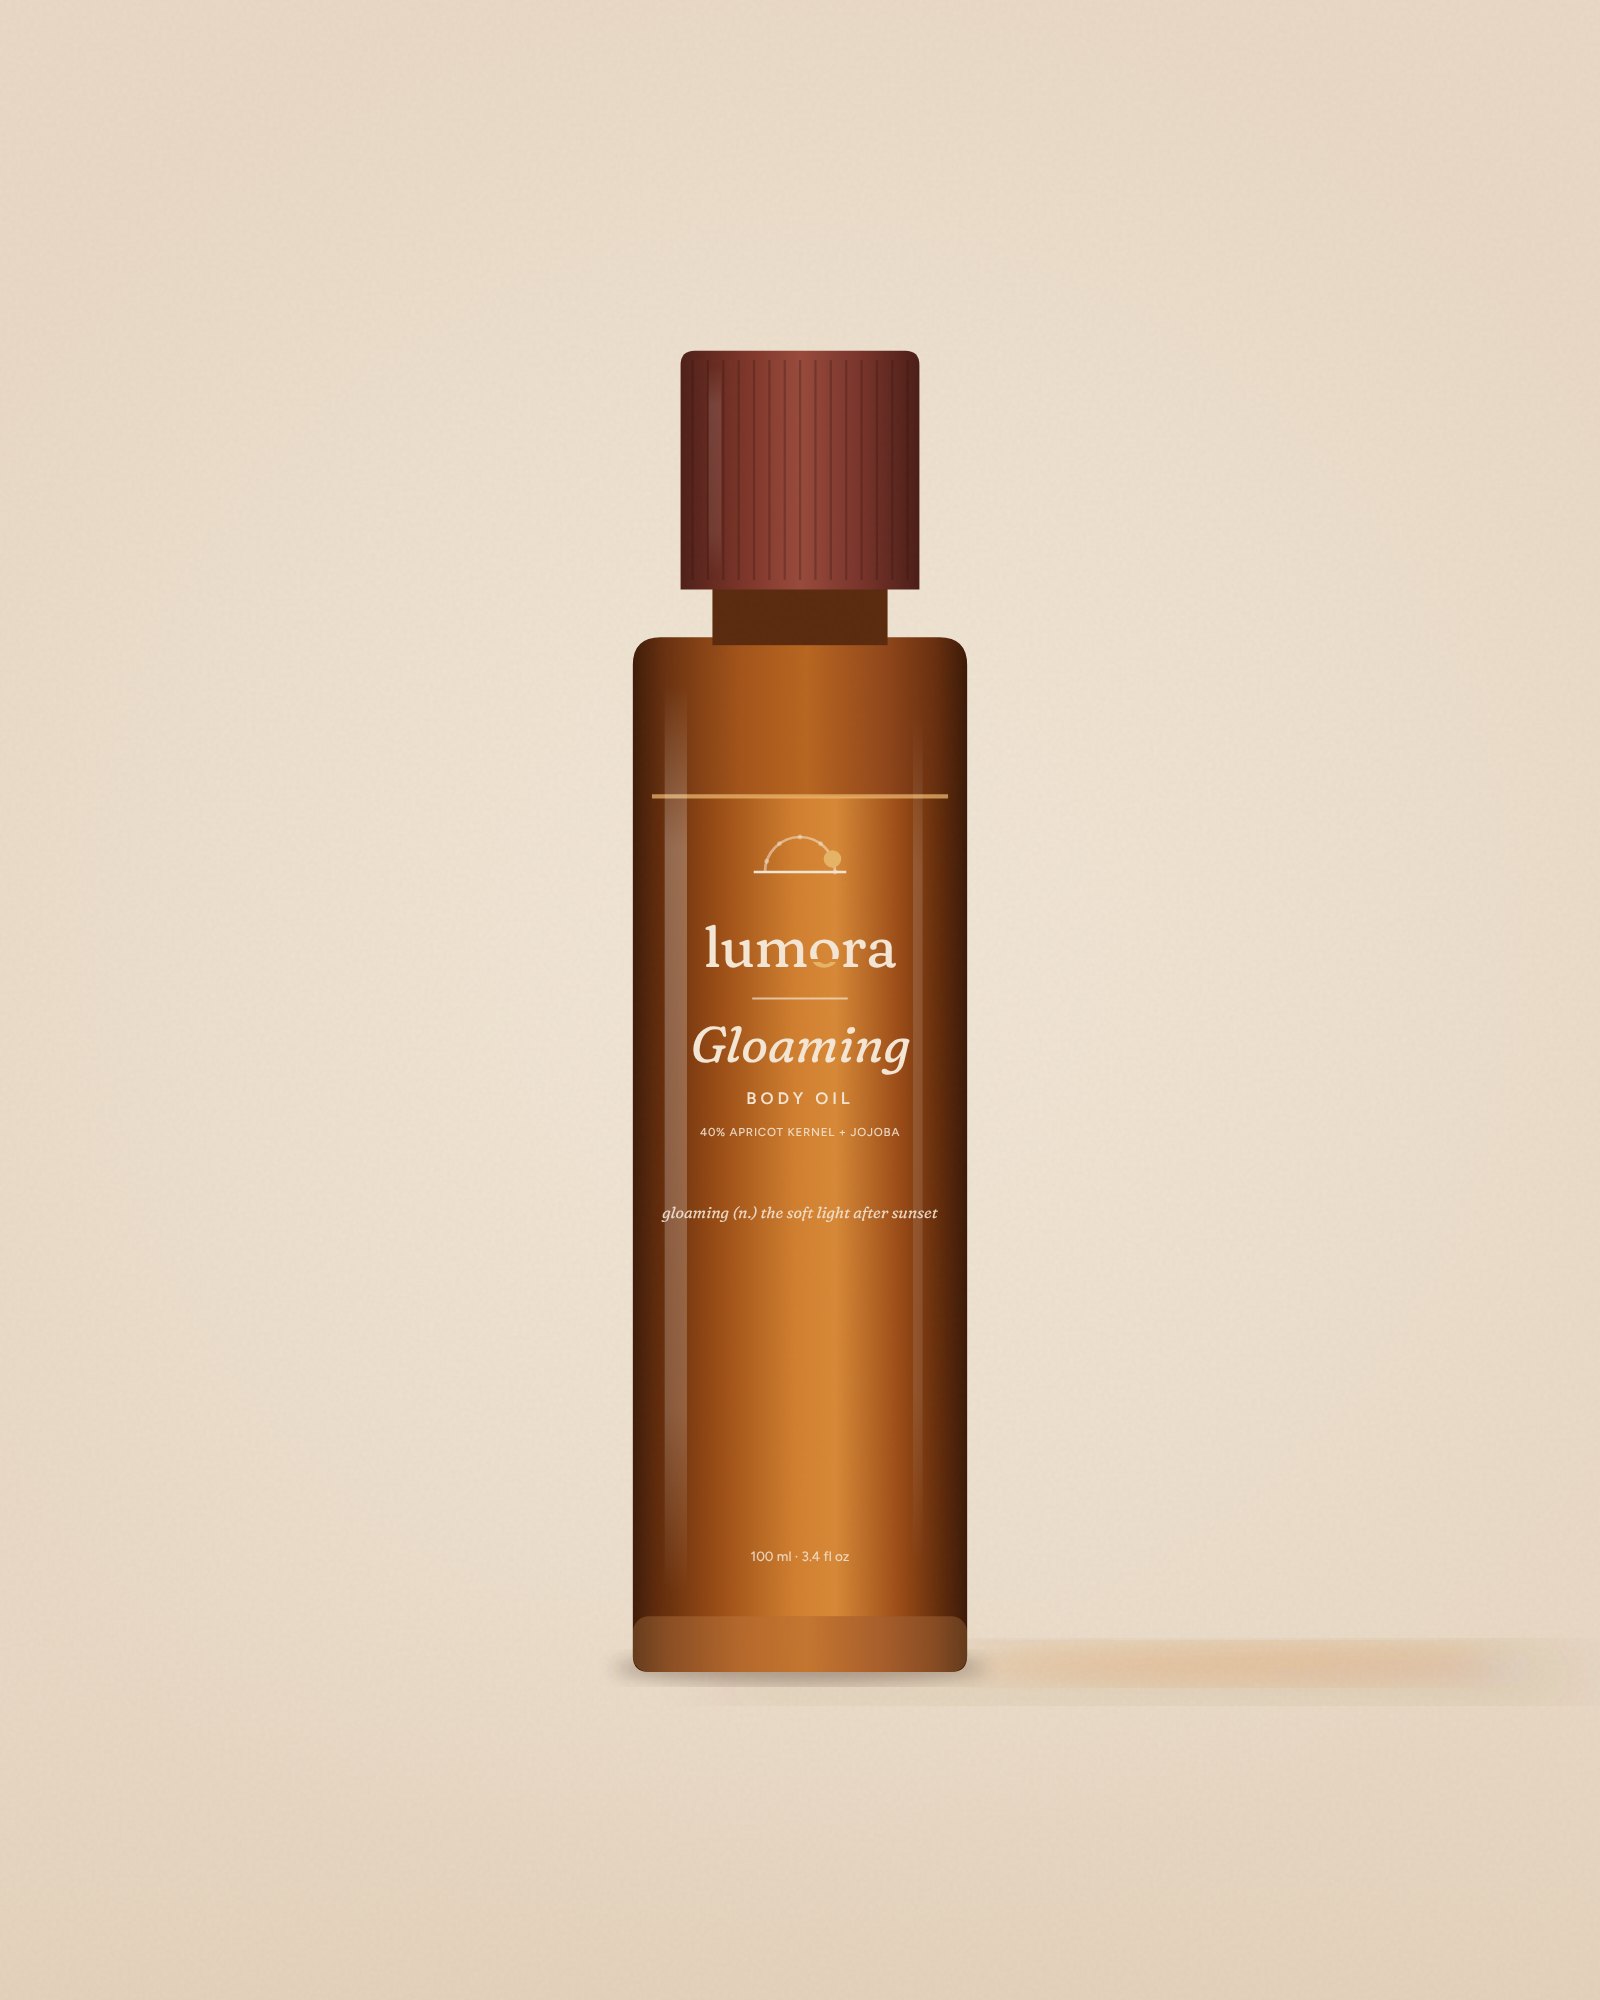 lumora
Gloaming
BODY OIL
40% APRICOT KERNEL + JOJOBA
gloaming (n.) the soft light after sunset
100 ml · 3.4 fl oz